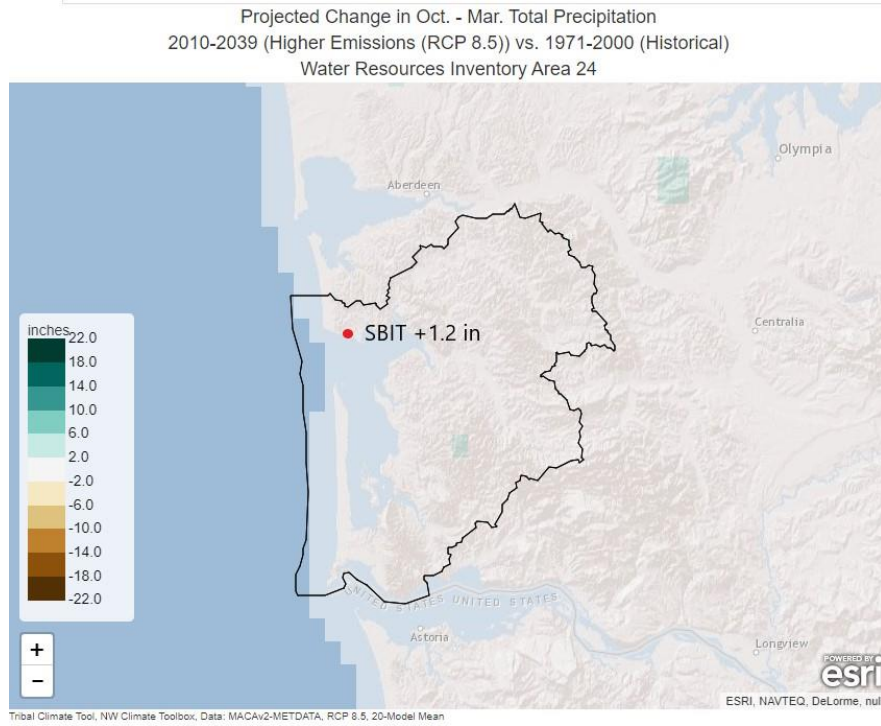 Projected Change in Oct. - Mar. Total Precipitation
2010-2039 (Higher Emissions (RCP 8.5)) vs. 1971-2000 (Historical)
Water Resources Inventory Area 24
Olympia
Aberdeen
SBIT +1.2 in
Centralia
inches
22.0
18.0
14.0
10.0
6.0
2.0
-2.0
-6.0
-10.0
-14.0
-18.0
-22.0
UNITED STATES UNITED STATES
Astoria
Longview
+
−
POWERED BY
esri
ESRI, NAVTEQ, DeLorme, nul
Tribal Climate Tool, NW Climate Toolbox, Data: MACAv2-METDATA, RCP 8.5, 20-Model Mean